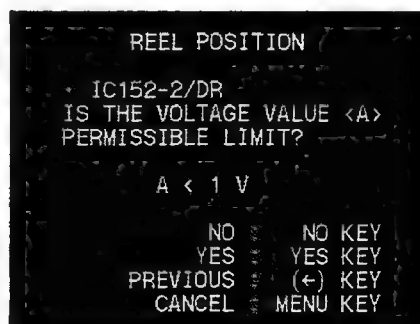 REEL POSITION
* IC152-2/DR
IS THE VOLTAGE VALUE <A>
PERMISSIBLE LIMIT?
A < 1 V
NO * NO KEY
YES * YES KEY
PREVIOUS * (←) KEY
CANCEL * MENU KEY